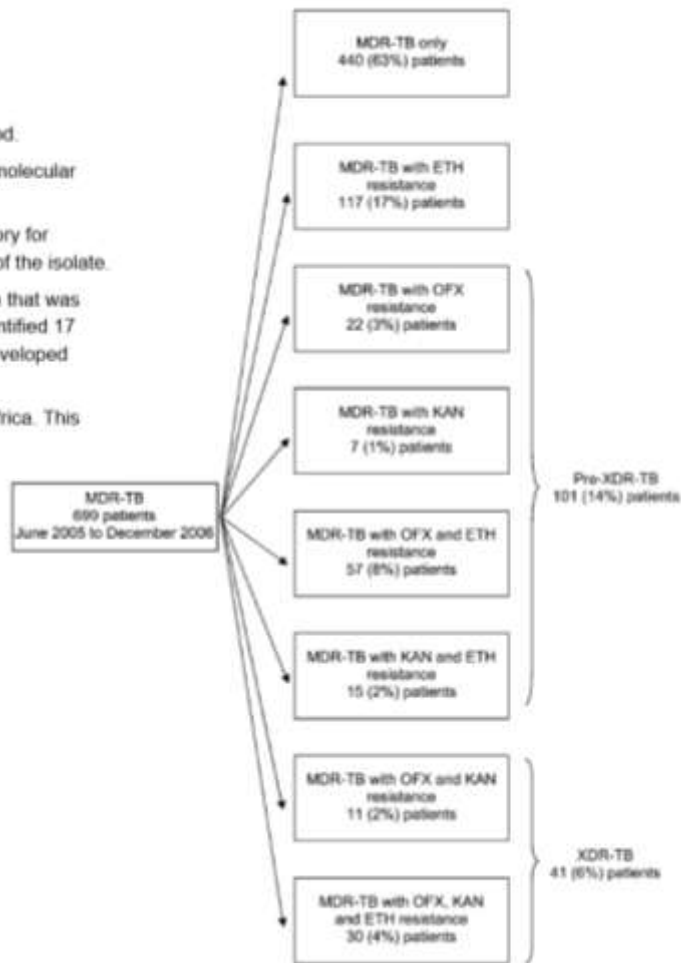 od.
molecular
ory for
of the isolate.
n that was
ntified 17
veloped
frica. This
MDR-TB
699 patients
June 2005 to December 2006
MDR-TB only
440 (63%) patients
MDR-TB with ETH
resistance
117 (17%) patients
MDR-TB with OFX
resistance
22 (3%) patients
MDR-TB with KAN
resistance
7 (1%) patients
MDR-TB with OFX and ETH
resistance
57 (8%) patients
MDR-TB with KAN and ETH
resistance
15 (2%) patients
Pre-XDR-TB
101 (14%) patients
MDR-TB with OFX and KAN
resistance
11 (2%) patients
MDR-TB with OFX, KAN
and ETH resistance
30 (4%) patients
XDR-TB
41 (6%) patients